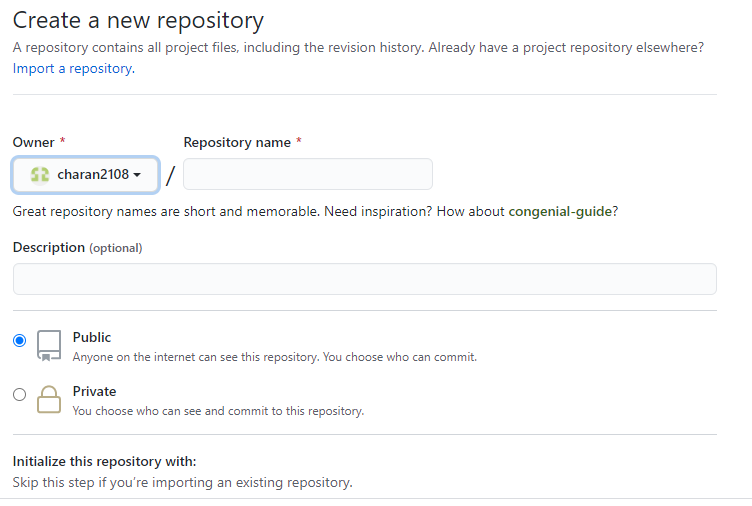 Create a new repository
A repository contains all project files, including the revision history. Already have a project repository elsewhere?
Import a repository.
Owner * Repository name *
charan2108 /
Great repository names are short and memorable. Need inspiration? How about congenial-guide?
Description (optional)
Public
Anyone on the internet can see this repository. You choose who can commit.
Private
You choose who can see and commit to this repository.
Initialize this repository with:
Skip this step if you’re importing an existing repository.